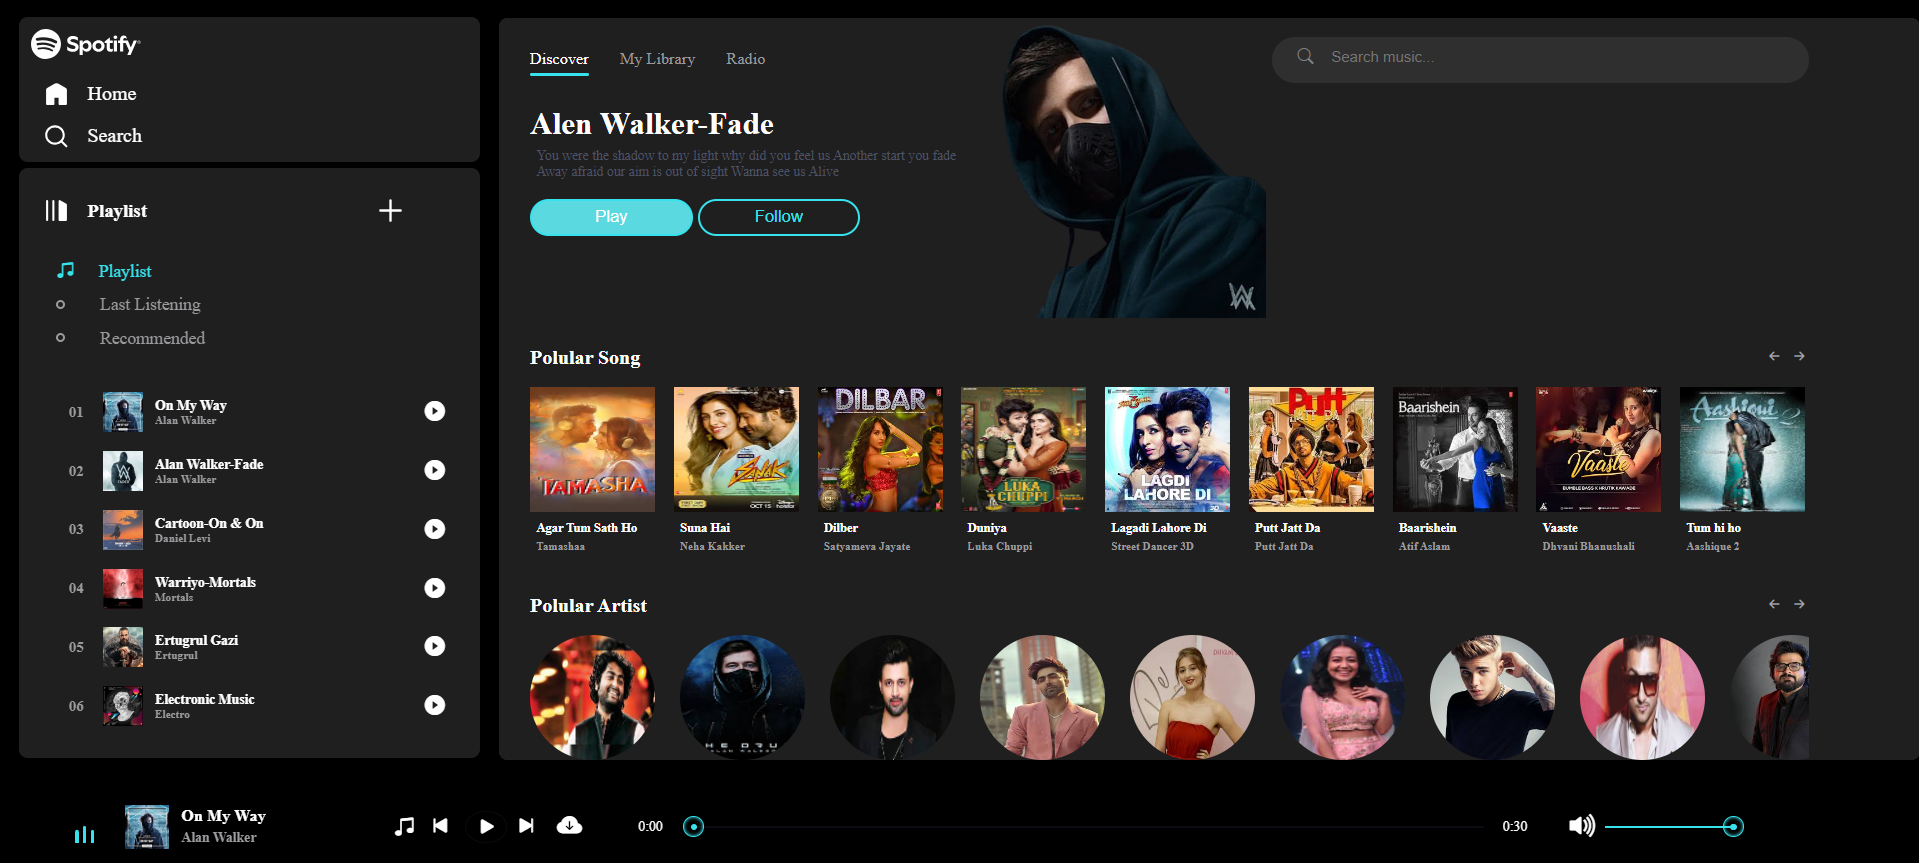 Spotify
Home
Search
Playlist
Playlist
Last Listening
Recommended
01
On My Way
Alan Walker
02
Alan Walker-Fade
Alan Walker
03
Cartoon-On & On
Daniel Levi
04
Warriyo-Mortals
Mortals
05
Ertugrul Gazi
Ertugrul
06
Electronic Music
Electro
Discover My Library Radio
Search music...
Alen Walker-Fade
You were the shadow to my light why did you feel us Another start you fade
Away afraid our aim is out of sight Wanna see us Alive
Play Follow
Polular Song
TAMASHA
OCT 15
DILBAR
LUKA
CHUPPI
LAGDI
LAHORE DI
3D
Putt
Baarishein
Vaaste
BUMBLE BASS X HRUTIK KAWADE
Aashiqui 2
Agar Tum Sath Ho
Tamashaa
Suna Hai
Neha Kakker
Dilber
Satyameva Jayate
Duniya
Luka Chuppi
Lagadi Lahore Di
Street Dancer 3D
Putt Jatt Da
Putt Jatt Da
Baarishein
Atif Aslam
Vaaste
Dhvani Bhanushali
Tum hi ho
Aashique 2
Polular Artist
On My Way
Alan Walker
0:00
0:30